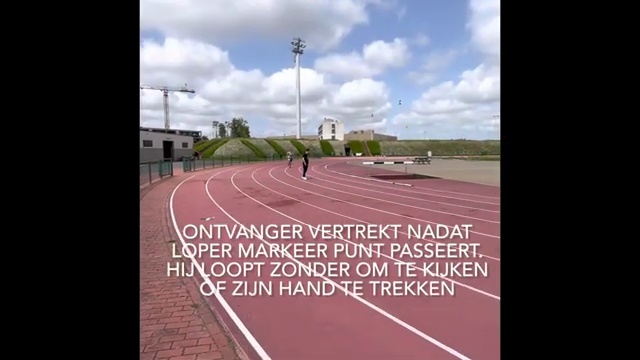 ONTVANGER VERTREKT NADAT
LOPER MARKEER PUNT PASSEERT.
HIJ LOOPT ZONDER OM TE KIJKEN
OF ZIJN HAND TE TREKKEN